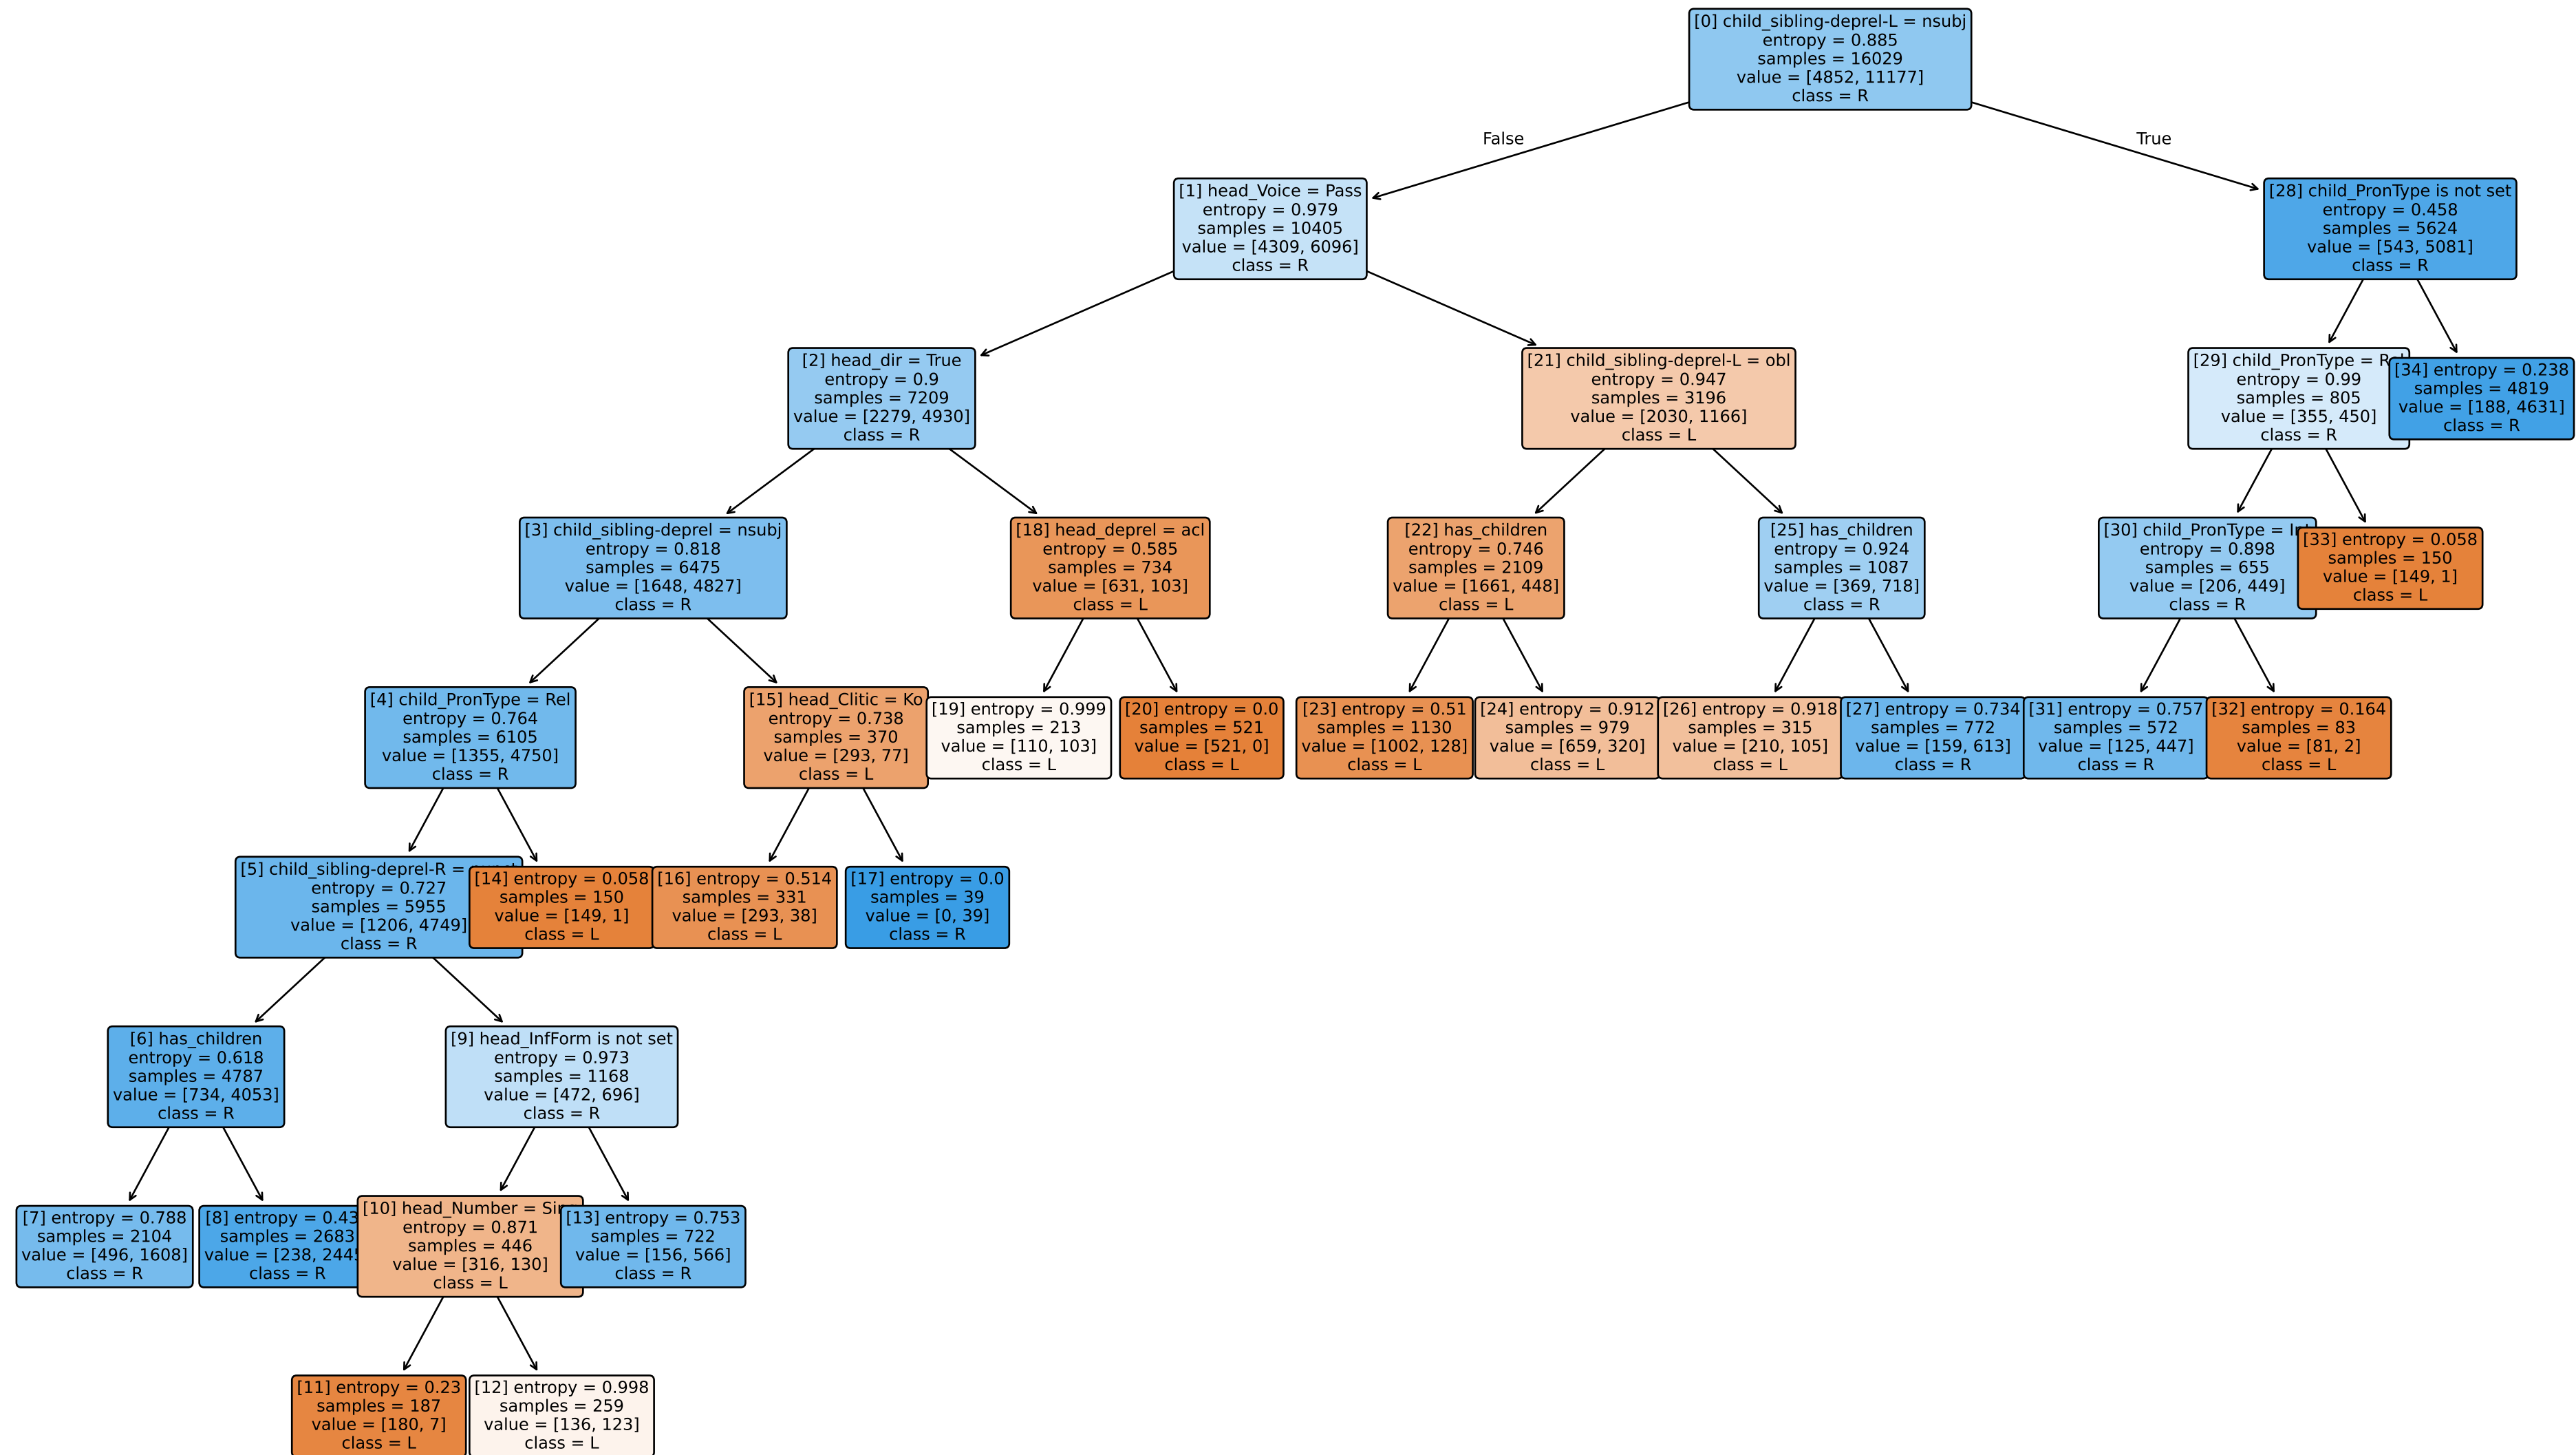 [0] child_sibling-deprel-L = nsubj
entropy = 0.885
samples = 16029
value = [4852, 11177]
class = R
False
True
[1] head_Voice = Pass
entropy = 0.979
samples = 10405
value = [4309, 6096]
class = R
[28] child_PronType is not set
entropy = 0.458
samples = 5624
value = [543, 5081]
class = R
[2] head_dir = True
entropy = 0.9
samples = 7209
value = [2279, 4930]
class = R
[21] child_sibling-deprel-L = obl
entropy = 0.947
samples = 3196
value = [2030, 1166]
class = L
[29] child_PronType =
entropy = 0.99
samples = 805
value = [355, 450]
class = R
[34] entropy = 0.238
samples = 4819
value = [188, 4631]
class = R
[3] child_sibling-deprel = nsubj
entropy = 0.818
samples = 6475
value = [1648, 4827]
class = R
[18] head_deprel = acl
entropy = 0.585
samples = 734
value = [631, 103]
class = L
[22] has_children
entropy = 0.746
samples = 2109
value = [1661, 448]
class = L
[25] has_children
entropy = 0.924
samples = 1087
value = [369, 718]
class = R
[30] child_PronType =
entropy = 0.898
samples = 655
value = [206, 449]
class = R
[33] entropy = 0.058
samples = 150
value = [149, 1]
class = L
[4] child_PronType = Rel
entropy = 0.764
samples = 6105
value = [1355, 4750]
class = R
[15] head_Clitic = Ko
entropy = 0.738
samples = 370
value = [293, 77]
class = L
[19] entropy = 0.999
samples = 213
value = [110, 103]
class = L
[20] entropy = 0.0
samples = 521
value = [521, 0]
class = L
[23] entropy = 0.51
samples = 1130
value = [1002, 128]
class = L
[24] entropy = 0.912
samples = 979
value = [659, 320]
class = L
[26] entropy = 0.918
samples = 315
value = [210, 105]
class = L
[27] entropy = 0.734
samples = 772
value = [159, 613]
class = R
[31] entropy = 0.757
samples = 572
value = [125, 447]
class = R
[32] entropy = 0.164
samples = 83
value = [81, 2]
class = L
[5] child_sibling-deprel-R =
entropy = 0.727
samples = 5955
value = [1206, 4749]
class = R
[14] entropy = 0.058
samples = 150
value = [149, 1]
class = L
[16] entropy = 0.514
samples = 331
value = [293, 38]
class = L
[17] entropy = 0.0
samples = 39
value = [0, 39]
class = R
[6] has_children
entropy = 0.618
samples = 4787
value = [734, 4053]
class = R
[9] head_InfForm is not set
entropy = 0.973
samples = 1168
value = [472, 696]
class = R
[7] entropy = 0.788
samples = 2104
value = [496, 1608]
class = R
[8] entropy = 0.43
samples = 2683
value = [238, 2445
class = R
[10] head_Number =
entropy = 0.871
samples = 446
value = [316, 130]
class = L
[13] entropy = 0.753
samples = 722
value = [156, 566]
class = R
[11] entropy = 0.23
samples = 187
value = [180, 7]
class = L
[12] entropy = 0.998
samples = 259
value = [136, 123]
class = L